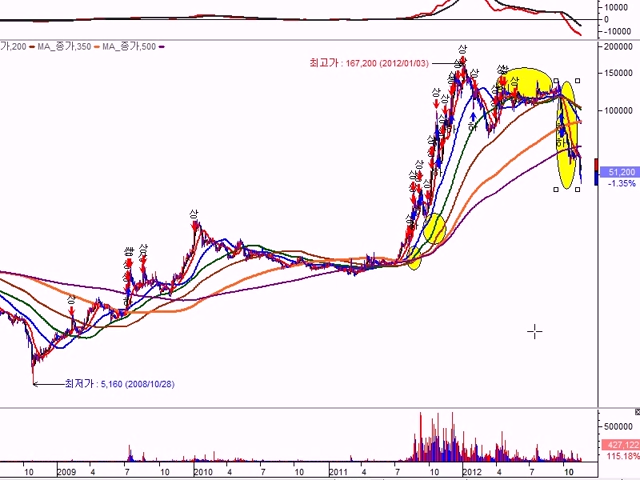 10000
0
-10000
가,200 MA_종가,350 MA_종가,500
200000
최고가 : 167,200 (2012/01/03)
150000
100000
51,200
-1.35%
최저가 : 5,160 (2008/10/28)
500000
427,122
115.18%
10 2009 4 7 10 2010 4 7 10 2011 4 7 10 2012 4 7 10